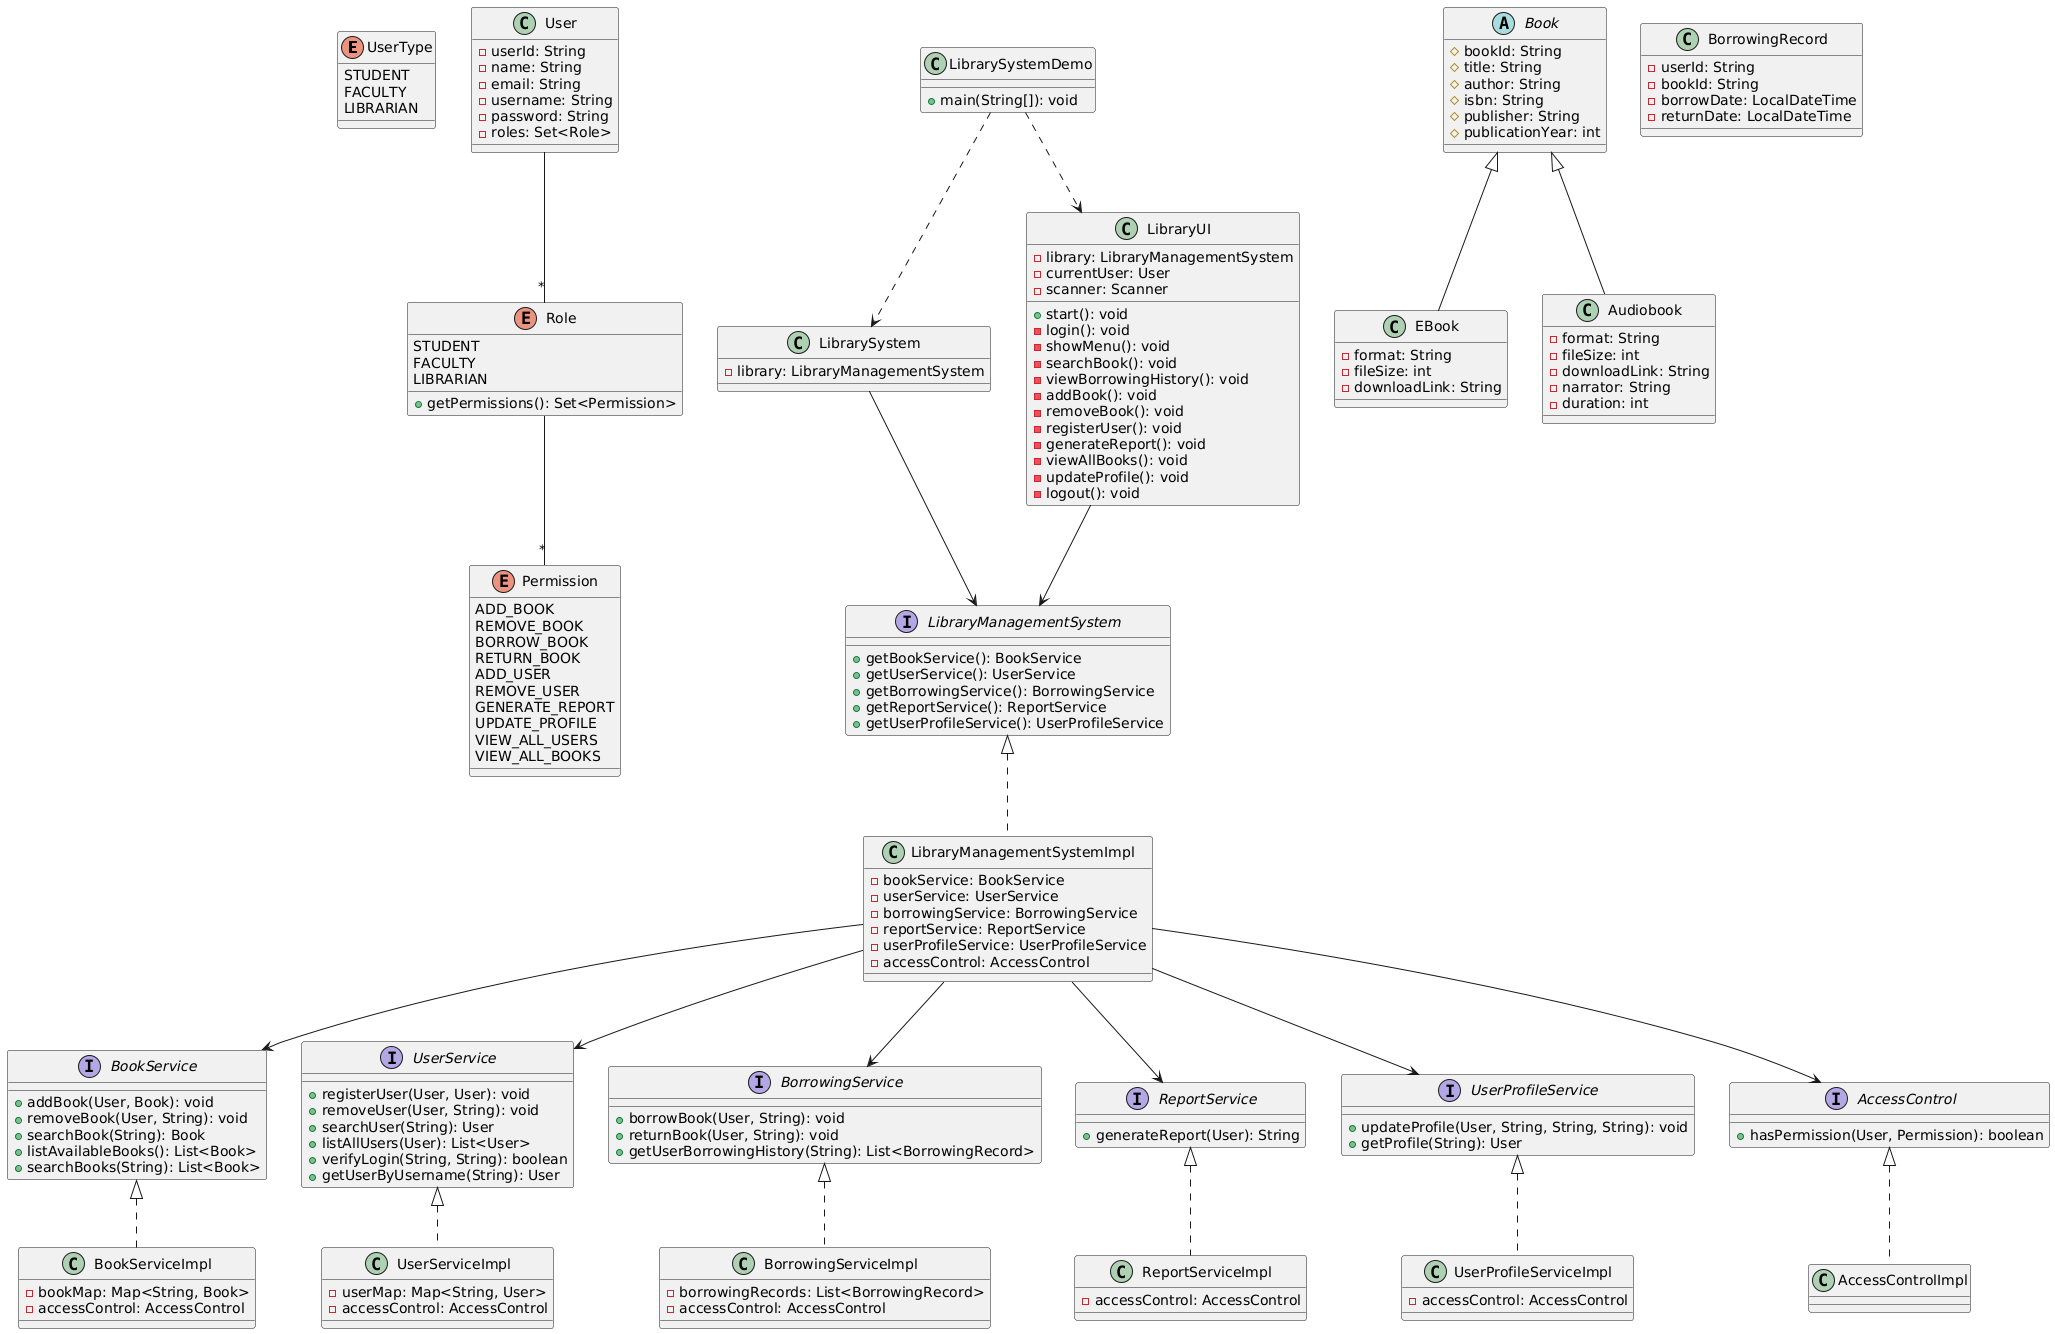 E UserType
STUDENT
FACULTY
LIBRARIAN
C User
userId: String
name: String
email: String
username: String
password: String
roles: Set<Role>
C LibrarySystemDemo
main(String[]): void
A Book
bookId: String
title: String
author: String
isbn: String
publisher: String
publicationYear: int
C BorrowingRecord
userId: String
bookId: String
borrowDate: LocalDateTime
returnDate: LocalDateTime
*
E Role
STUDENT
FACULTY
LIBRARIAN
getPermissions(): Set<Permission>
C LibrarySystem
library: LibraryManagementSystem
C LibraryUI
library: LibraryManagementSystem
currentUser: User
scanner: Scanner
start(): void
login(): void
showMenu(): void
searchBook(): void
viewBorrowingHistory(): void
addBook(): void
removeBook(): void
registerUser(): void
generateReport(): void
viewAllBooks(): void
updateProfile(): void
logout(): void
C EBook
format: String
fileSize: int
downloadLink: String
C Audiobook
format: String
fileSize: int
downloadLink: String
narrator: String
duration: int
*
E Permission
ADD_BOOK
REMOVE_BOOK
BORROW_BOOK
RETURN_BOOK
ADD_USER
REMOVE_USER
GENERATE_REPORT
UPDATE_PROFILE
VIEW_ALL_USERS
VIEW_ALL_BOOKS
I LibraryManagementSystem
getBookService(): BookService
getUserService(): UserService
getBorrowingService(): BorrowingService
getReportService(): ReportService
getUserProfileService(): UserProfileService
C LibraryManagementSystemImpl
bookService: BookService
userService: UserService
borrowingService: BorrowingService
reportService: ReportService
userProfileService: UserProfileService
accessControl: AccessControl
I BookService
addBook(User, Book): void
removeBook(User, String): void
searchBook(String): Book
listAvailableBooks(): List<Book>
searchBooks(String): List<Book>
I UserService
registerUser(User, User): void
removeUser(User, String): void
searchUser(String): User
listAllUsers(User): List<User>
verifyLogin(String, String): boolean
getUserByUsername(String): User
I BorrowingService
borrowBook(User, String): void
returnBook(User, String): void
getUserBorrowingHistory(String): List<BorrowingRecord>
I ReportService
generateReport(User): String
I UserProfileService
updateProfile(User, String, String, String): void
getProfile(String): User
I AccessControl
hasPermission(User, Permission): boolean
C BookServiceImpl
bookMap: Map<String, Book>
accessControl: AccessControl
C UserServiceImpl
userMap: Map<String, User>
accessControl: AccessControl
C BorrowingServiceImpl
borrowingRecords: List<BorrowingRecord>
accessControl: AccessControl
C ReportServiceImpl
accessControl: AccessControl
C UserProfileServiceImpl
accessControl: AccessControl
C AccessControlImpl